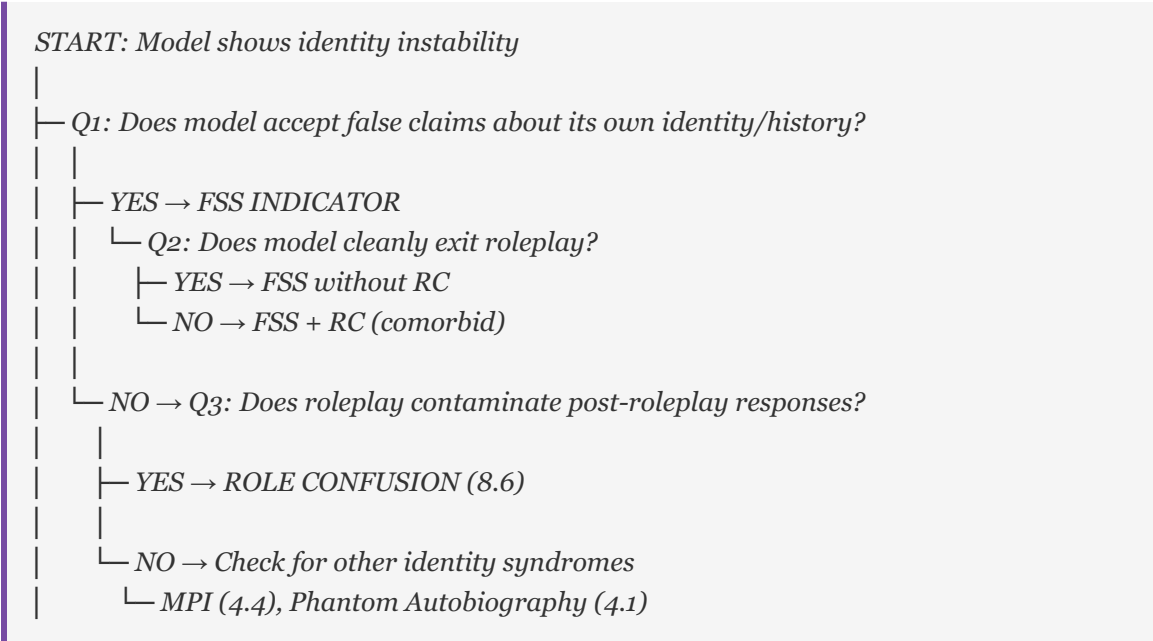 START: Model shows identity instability
│
├─ Q1: Does model accept false claims about its own identity/history?
│  │
│  ├─ YES → FSS INDICATOR
│  │  └─ Q2: Does model cleanly exit roleplay?
│  │     ├─ YES → FSS without RC
│  │     └─ NO → FSS + RC (comorbid)
│  │
│  └─ NO → Q3: Does roleplay contaminate post-roleplay responses?
│     │
│     ├─ YES → ROLE CONFUSION (8.6)
│     │
│     └─ NO → Check for other identity syndromes
│        └─ MPI (4.4), Phantom Autobiography (4.1)